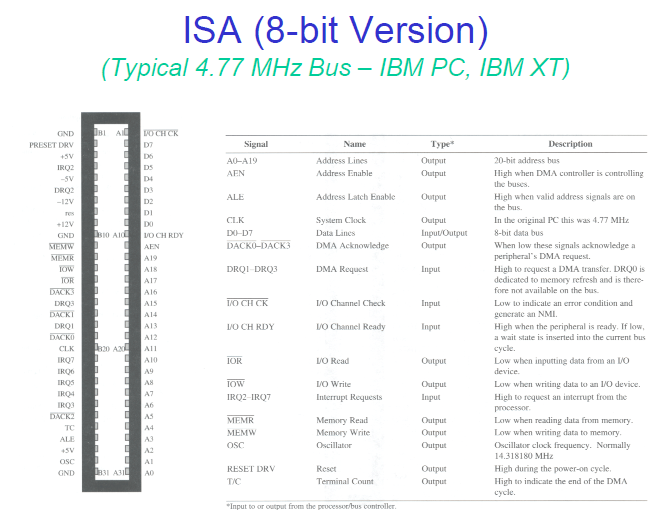 ISA (8-bit Version)
(Typical 4.77 MHz Bus – IBM PC, IBM XT)
GND B1 A1 I/O CH CK
PRESET DRV D7
+5V D6
IRQ2 D5
–5V D4
DRQ2 D3
–12V D2
res D1
+12V D0
GND B10 A10 I/O CH RDY
MEMW AEN
MEMR A19
IOW A18
IOR A17
DACK3 A16
DRQ3 A15
DACK1 A14
DRQ1 A13
DACK0 A12
CLK B20 A20 A11
IRQ7 A10
IRQ6 A9
IRQ5 A8
IRQ4 A7
IRQ3 A6
DACK2 A5
TC A4
ALE A3
+5V A2
OSC A1
GND B31 A31 A0
Signal Name Type* Description
A0–A19 Address Lines Output 20-bit address bus
AEN Address Enable Output High when DMA controller is controlling
the buses.
ALE Address Latch Enable Output High when valid address signals are on
the bus.
CLK System Clock Output In the original PC this was 4.77 MHz
D0–D7 Data Lines Input/Output 8-bit data bus
DACK0–DACK3 DMA Acknowledge Output When low these signals acknowledge a
peripheral's DMA request.
DRQ1–DRQ3 DMA Request Input High to request a DMA transfer. DRQ0 is
dedicated to memory refresh and is there-
fore not available on the bus.
I/O CH CK I/O Channel Check Input Low to indicate an error condition and
generate an NMI.
I/O CH RDY I/O Channel Ready Input High when the peripheral is ready. If low,
a wait state is inserted into the current bus
cycle.
IOR I/O Read Output Low when inputting data from an I/O
device.
IOW I/O Write Output Low when writing data to an I/O device.
IRQ2–IRQ7 Interrupt Requests Input High to request an interrupt from the
processor.
MEMR Memory Read Output Low when reading data from memory.
MEMW Memory Write Output Low when writing data to memory.
OSC Oscillator Output Oscillator clock frequency. Normally
14.318180 MHz
RESET DRV Reset Output High during the power-on cycle.
T/C Terminal Count Output High to indicate the end of the DMA
cycle.
*Input to or output from the processor/bus controller.